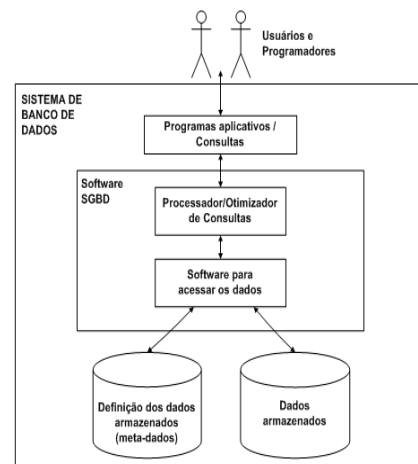 Usuários e
Programadores
SISTEMA DE
BANCO DE
DADOS
Programas aplicativos /
Consultas
Software
SGBD
Processador/Otimizador
de Consultas
Software para
acessar os dados
Definição dos dados
armazenados
(meta-dados)
Dados
armazenados